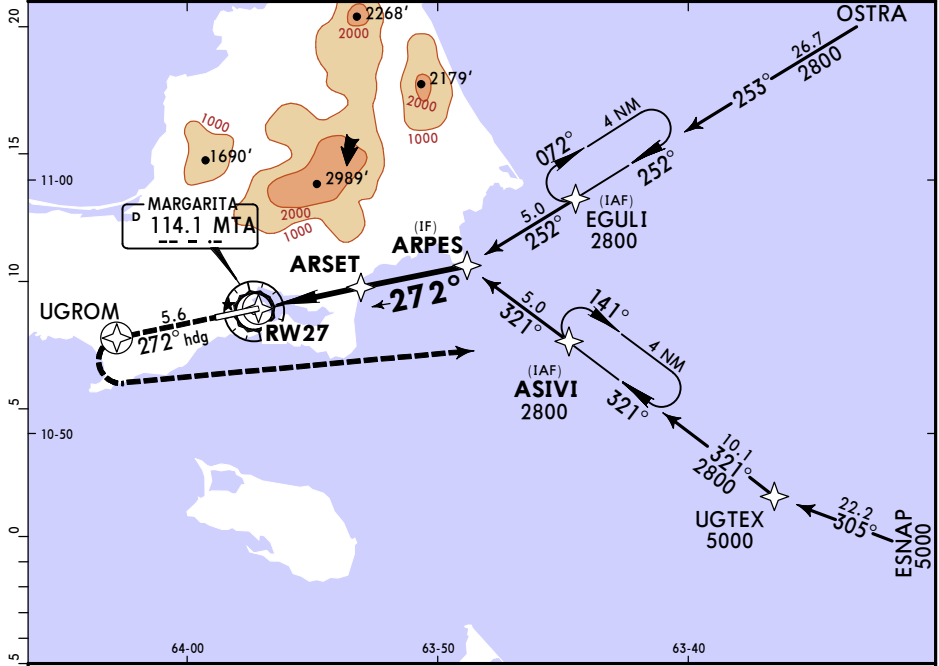 20
2268'
2000
OSTRA
26.7
2800
253°
2179'
2000
1000
4 NM
072°
252°
1000
1690'
15
11-00
2989'
2000
1000
MARGARITA
D 114.1 MTA
(IAF)
EGULI
2800
5.0
252°
(IF)
ARPES
ARSET
272°
10
UGROM
5.6
272° hdg
RW27
5.0
321°
141°
4 NM
(IAF)
ASIVI
2800
321°
5
10-50
10.1
321°
2800
UGTEX
5000
22.2
305°
ESNAP
5000
0
5
64-00
63-50
63-40